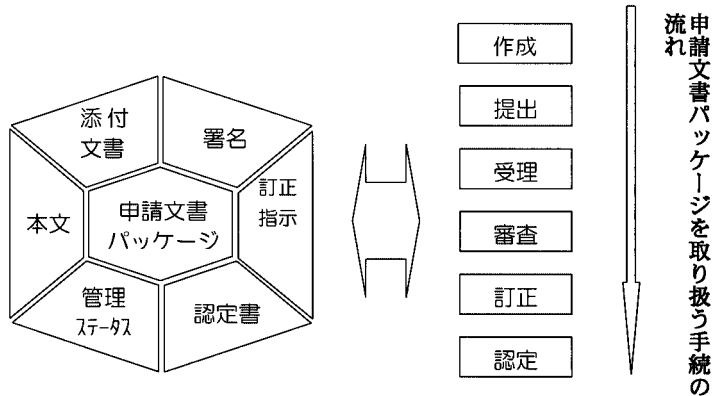 添付
文書
署名
本文
申請文書
パッケージ
訂正
指示
管理
ステータス
認定書
作成
提出
受理
審査
訂正
認定
申請文書パッケージを取り扱う手続の
流れ